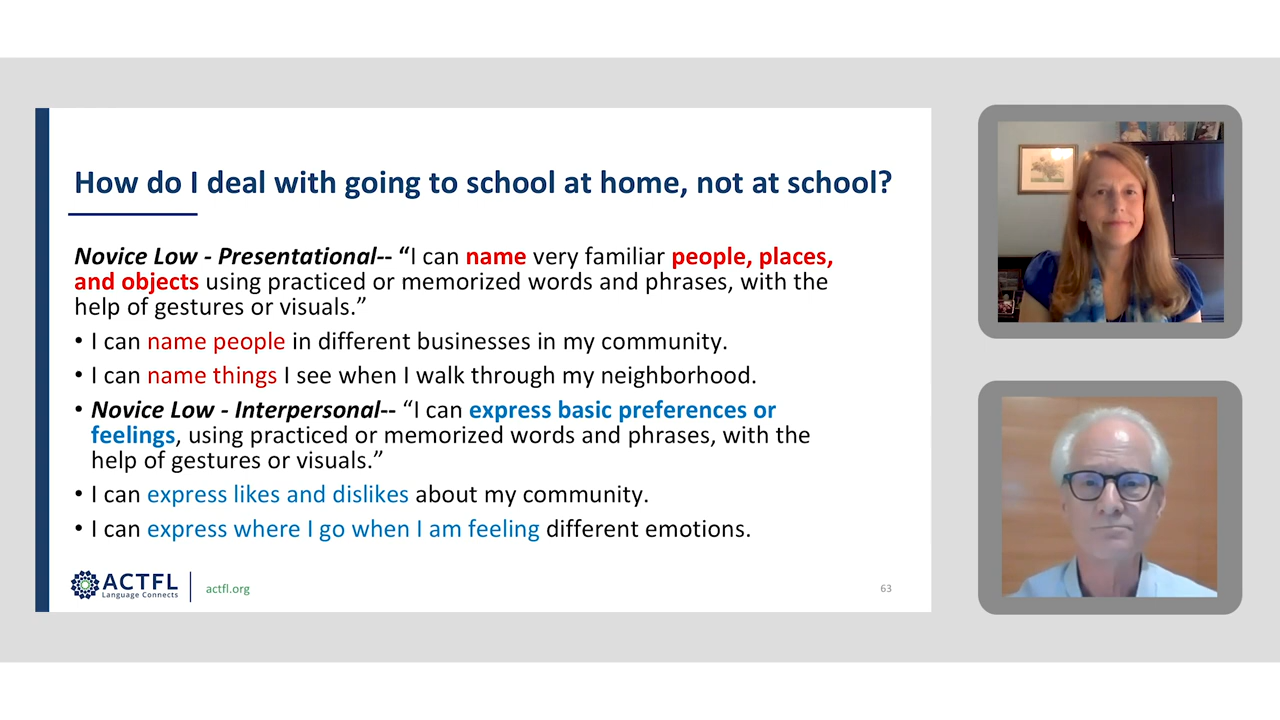 How do I deal with going to school at home, not at school?
Novice Low - Presentational-- “I can name very familiar people, places,
and objects using practiced or memorized words and phrases, with the
help of gestures or visuals.”
• I can name people in different businesses in my community.
• I can name things I see when I walk through my neighborhood.
• Novice Low - Interpersonal-- “I can express basic preferences or
feelings, using practiced or memorized words and phrases, with the
help of gestures or visuals.”
• I can express likes and dislikes about my community.
• I can express where I go when I am feeling different emotions.
ACTFL
Language Connects
actfl.org
63